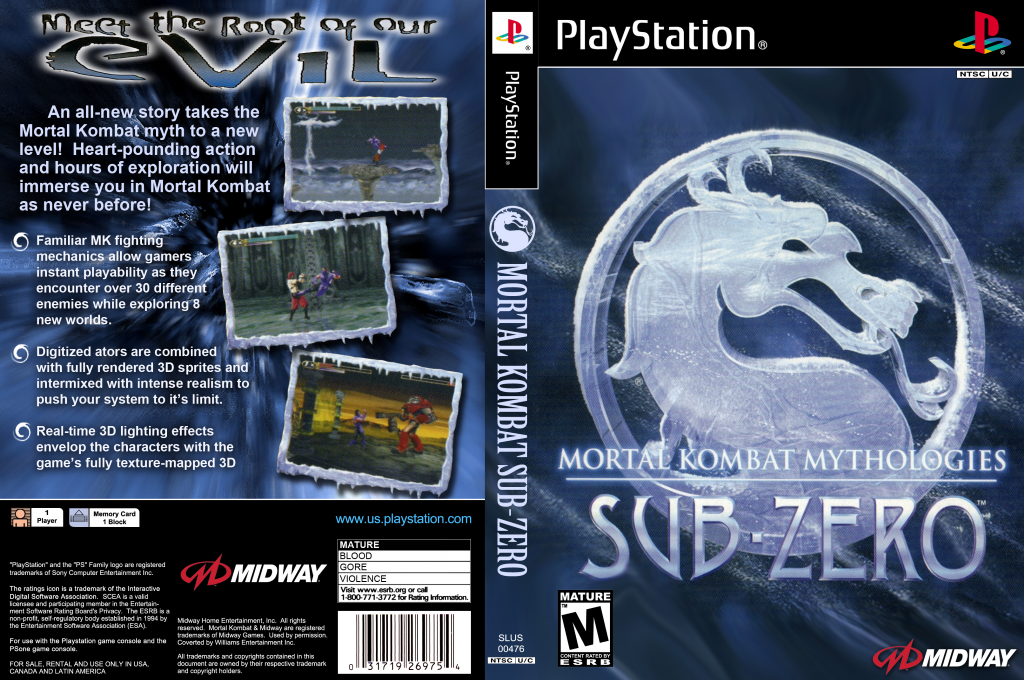 Meet the Root of our
EVIL
An all-new story takes the
Mortal Kombat myth to a new
level! Heart-pounding action
and hours of exploration will
immerse you in Mortal Kombat
as never before!
Familiar MK fighting
mechanics allow gamers
instant playability as they
encounter over 30 different
enemies while exploring 8
new worlds.
Digitized ators are combined
with fully rendered 3D sprites and
intermixed with intense realism to
push your system to it's limit.
Real-time 3D lighting effects
envelop the characters with the
game's fully texture-mapped 3D
1
Player
Memory Card
1 Block
www.us.playstation.com
"PlayStation" and the "PS" Family logo are registered
trademarks of Sony Computer Entertainment Inc.
The ratings icon is a trademark of the Interactive
Digital Software Association. SCEA is a valid
licensee and participating member in the Entertain-
ment Software Rating Board's Privacy. The ESRB is a
non-profit, self-regulatory body established in 1994 by
the Entertainment Software Association (ESA).
For use with the Playstation game console and the
PSone game console.
FOR SALE, RENTAL AND USE ONLY IN USA,
CANADA AND LATIN AMERICA
MIDWAY
Midway Home Entertainment, Inc. All rights
reserved. Mortal Kombat & Midway are registered
trademarks of Midway Games. Used by permission.
Coverted by Williams Entertainment Inc.
All trademarks and copyrights contained in this
document are owned by their respective trademark
and copyright holders.
MATURE
BLOOD
GORE
VIOLENCE
Visit www.esrb.org or call
1-800-771-3772 for Rating Information.
0 31719 26975 4
®
PlayStation®
MORTAL KOMBAT SUB-ZERO
SLUS
00476
NTSC U/C
PlayStation®
®
NTSC U/C
®
MORTAL KOMBAT MYTHOLOGIES
SUB-ZERO™
MATURE
™
M
CONTENT RATED BY
ESRB
MIDWAY